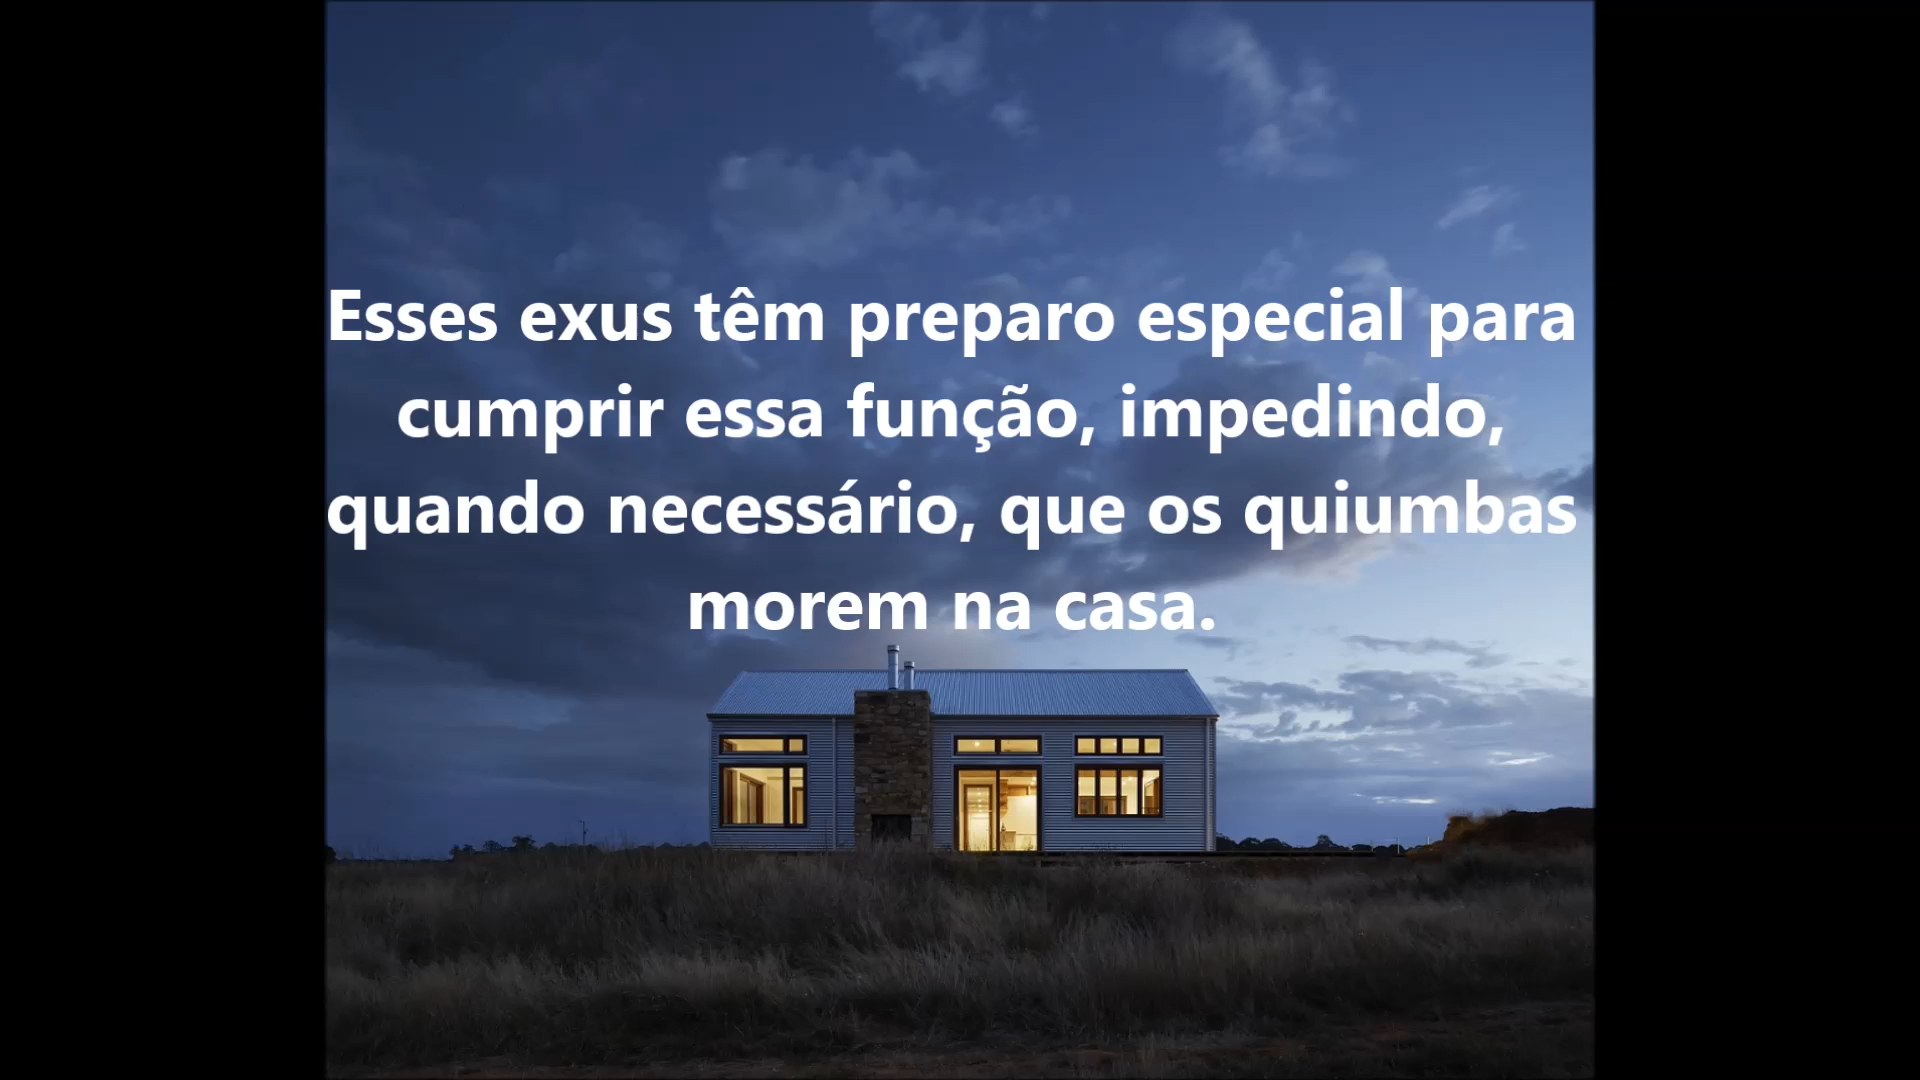 Esses exus têm preparo especial para
cumprir essa função, impedindo,
quando necessário, que os quiumbas
morem na casa.